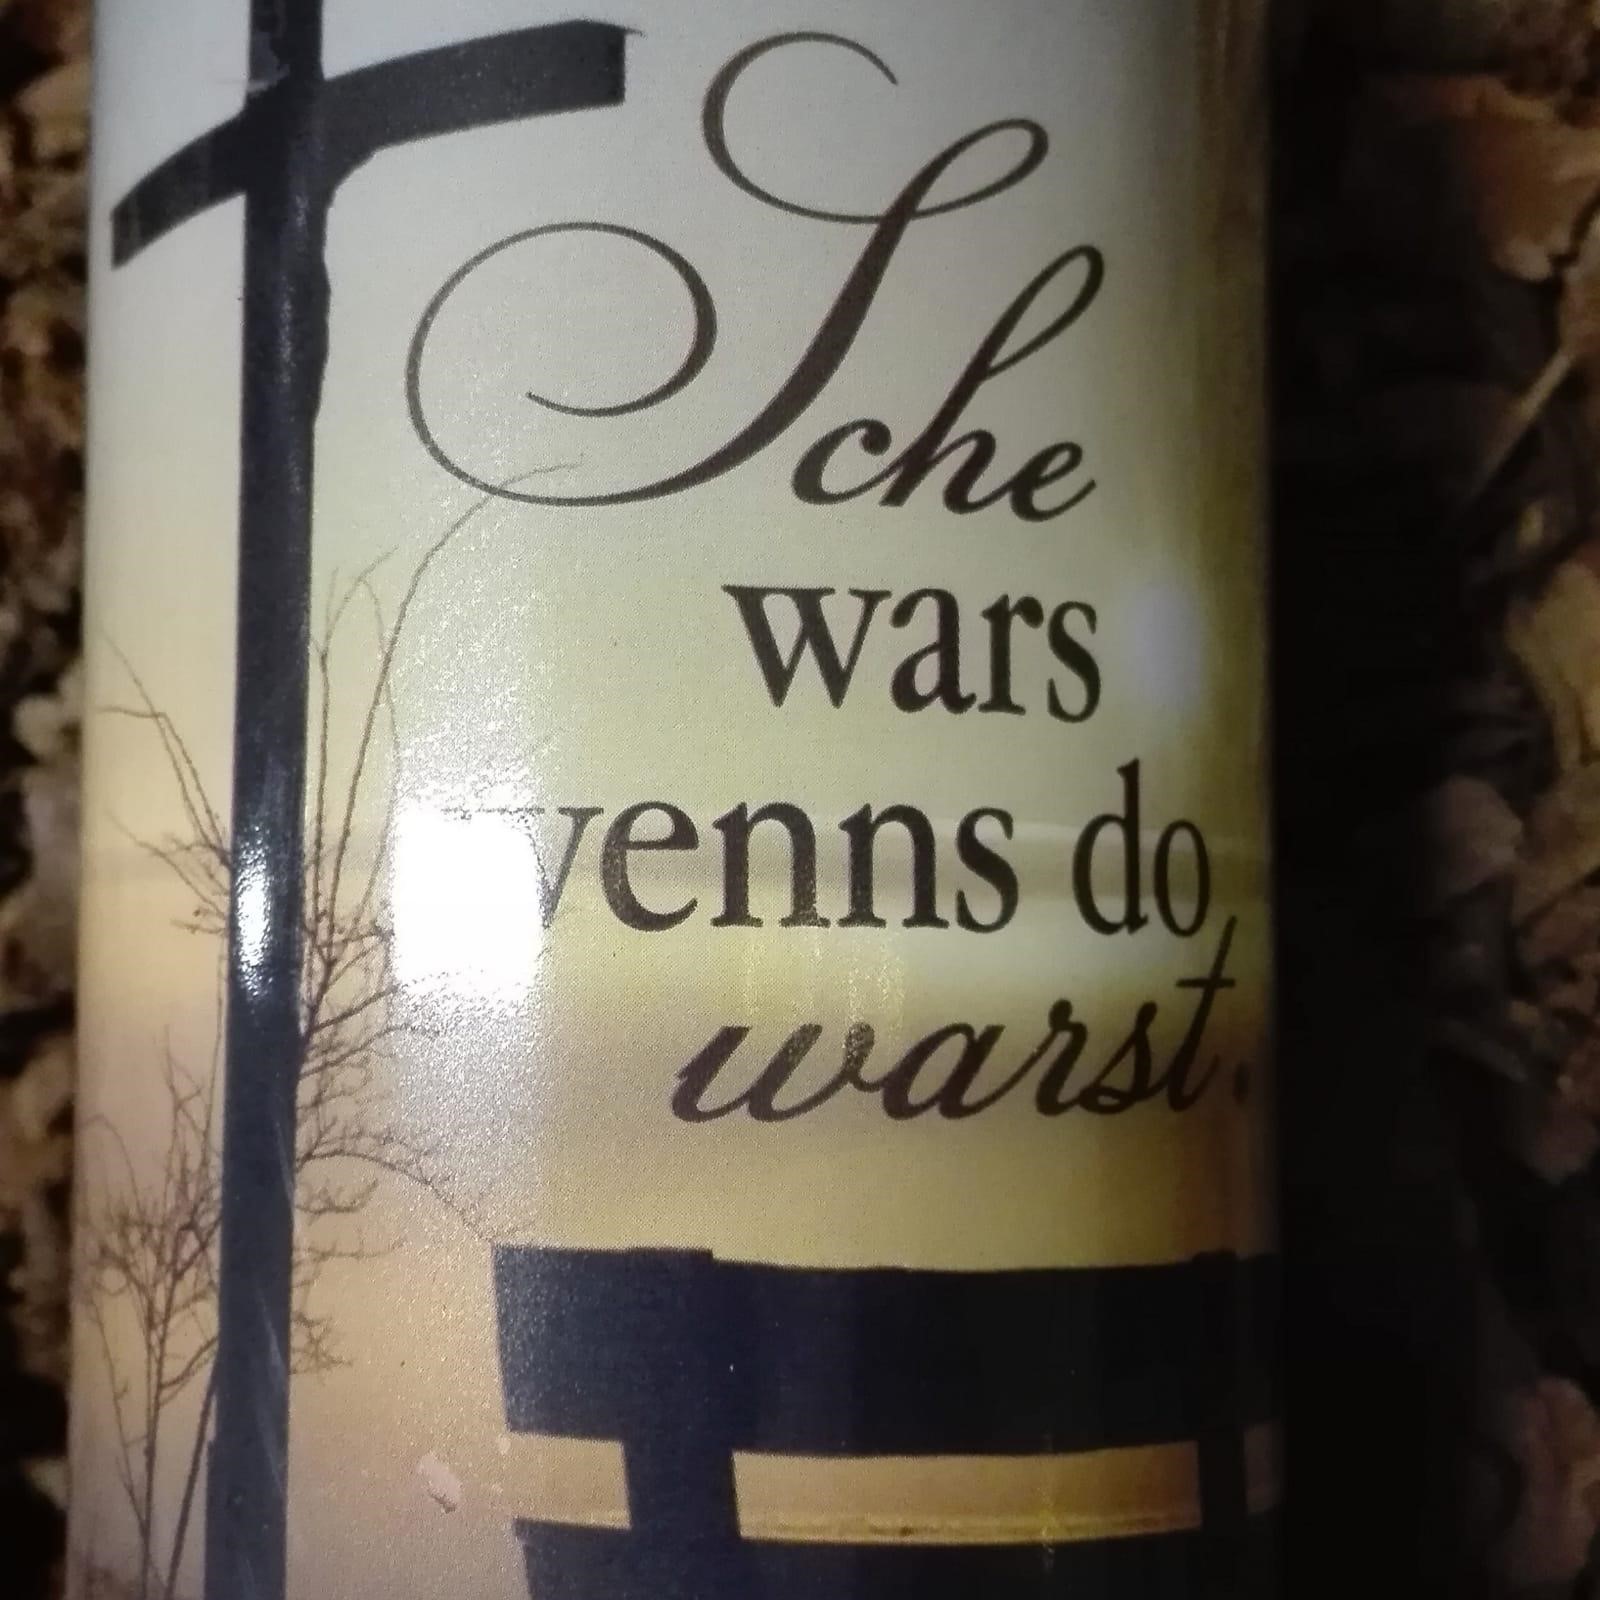 Sche
wars
wenns do
warst.